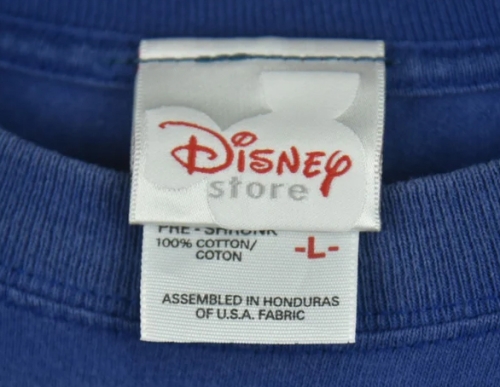 Disney
store
PRE - SHRUNK
100% COTTON/
COTON
-L-
ASSEMBLED IN HONDURAS
OF U.S.A. FABRIC